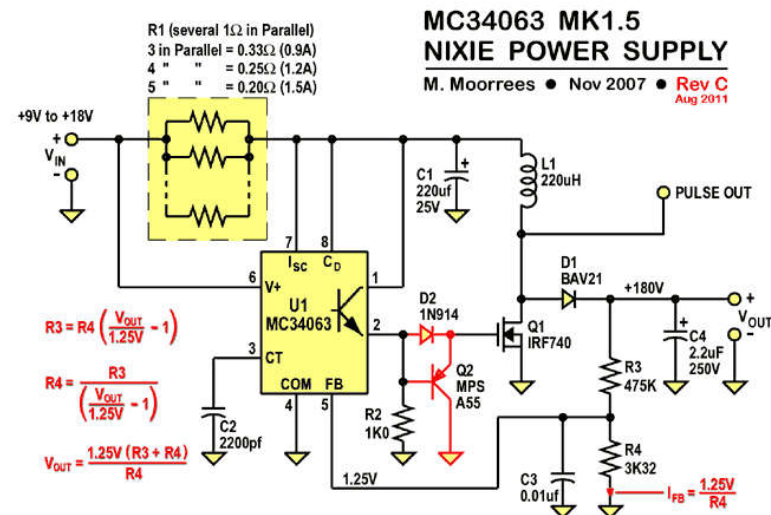 MC34063 MK1.5
NIXIE POWER SUPPLY
M. Moorrees ● Nov 2007 ● Rev C
Aug 2011
R1 (several 1Ω in Parallel)
3 in Parallel = 0.33Ω (0.9A)
4 " " = 0.25Ω (1.2A)
5 " " = 0.20Ω (1.5A)
+9V to +18V
+
VIN
-
C1
220uf
25V
+
L1
220uH
PULSE OUT
7
8
ISC
CD
6
V+
1
U1
MC34063
2
3
CT
COM
FB
4
5
D2
1N914
Q2
MPS
A55
R2
1K0
C2
2200pf
Q1
IRF740
D1
BAV21
+180V
+
VOUT
-
+
C4
2.2uF
250V
R3
475K
R4
3K32
C3
0.01uf
1.25V
R3 = R4 (VOUT/1.25V - 1)
R4 = R3/(VOUT/1.25V - 1)
VOUT = 1.25V (R3 + R4)/R4
IFB = 1.25V/R4